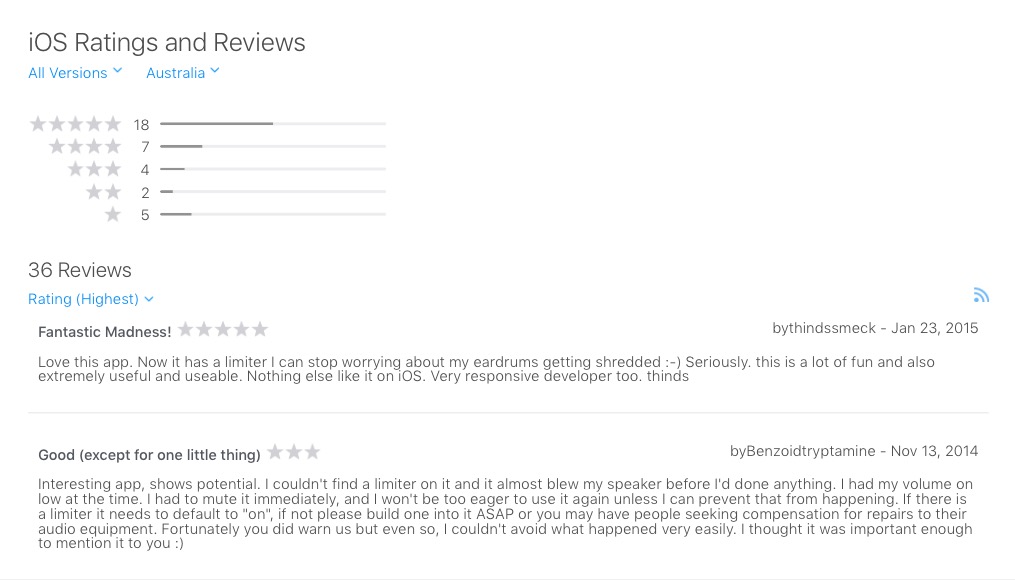 iOS Ratings and Reviews
All Versions Australia
18
7
4
2
5
36 Reviews
Rating (Highest)
Fantastic Madness! bythindssmeck - Jan 23, 2015
Love this app. Now it has a limiter I can stop worrying about my eardrums getting shredded :-) Seriously. this is a lot of fun and also
extremely useful and useable. Nothing else like it on iOS. Very responsive developer too. thinds
Good (except for one little thing) byBenzoidtryptamine - Nov 13, 2014
Interesting app, shows potential. I couldn't find a limiter on it and it almost blew my speaker before I'd done anything. I had my volume on
low at the time. I had to mute it immediately, and I won't be too eager to use it again unless I can prevent that from happening. If there is
a limiter it needs to default to "on", if not please build one into it ASAP or you may have people seeking compensation for repairs to their
audio equipment. Fortunately you did warn us but even so, I couldn't avoid what happened very easily. I thought it was important enough
to mention it to you :)